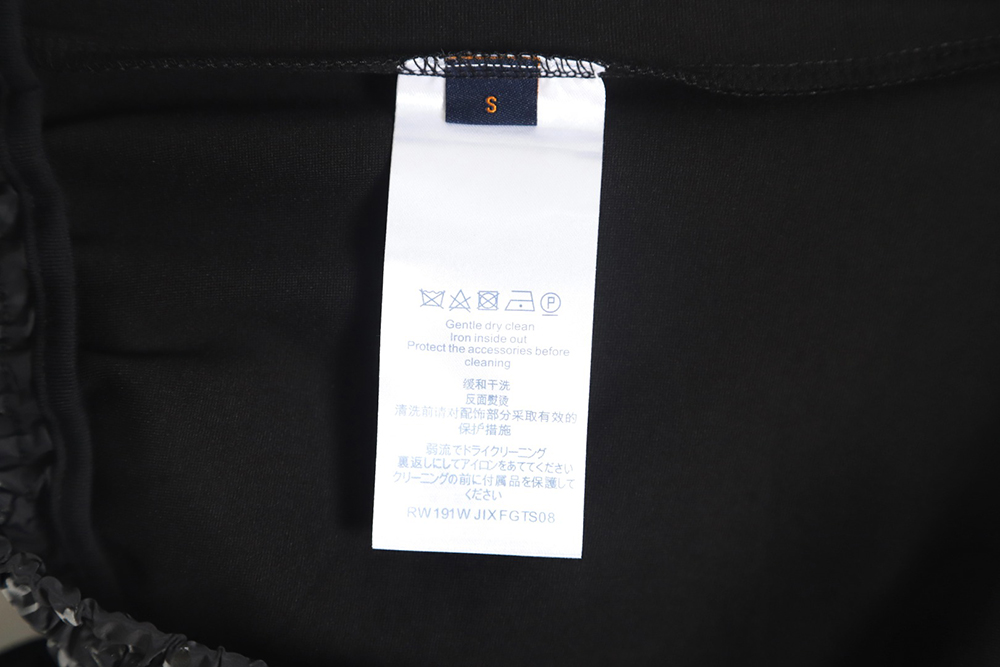 S
P
Gentle dry clean
Iron inside out
Protect the accessories before
cleaning
缓和干洗
反面熨烫
清洗前请对配饰部分采取有效的
保护措施
弱流でドライクリーニング
裏返しにしてアイロンをあててください
クリーニングの前に付属品を保護して
ください
RW191W JIXFGTS08